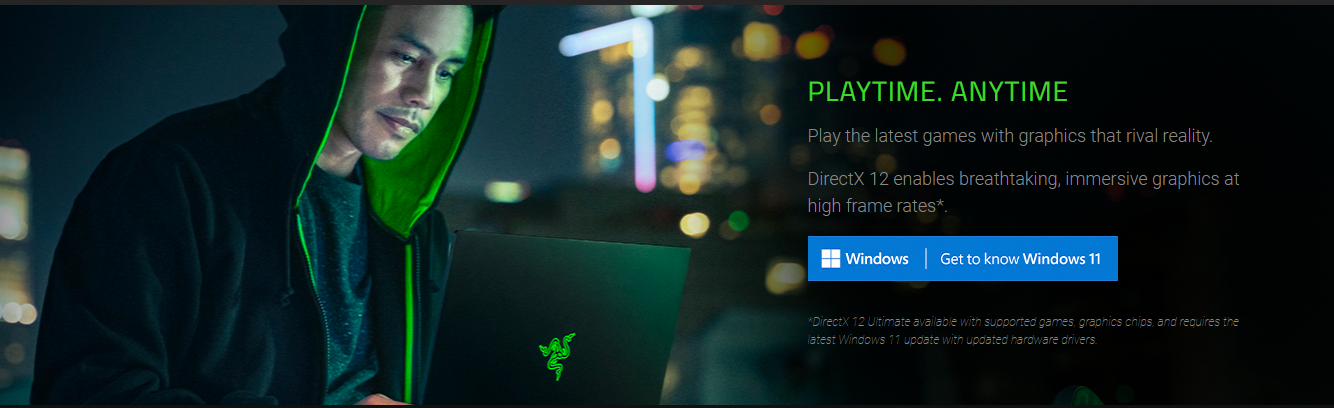 PLAYTIME. ANYTIME
Play the latest games with graphics that rival reality.
DirectX 12 enables breathtaking, immersive graphics at
high frame rates*.
Windows | Get to know Windows 11
*DirectX 12 Ultimate available with supported games, graphics chips, and requires the
latest Windows 11 update with updated hardware drivers.